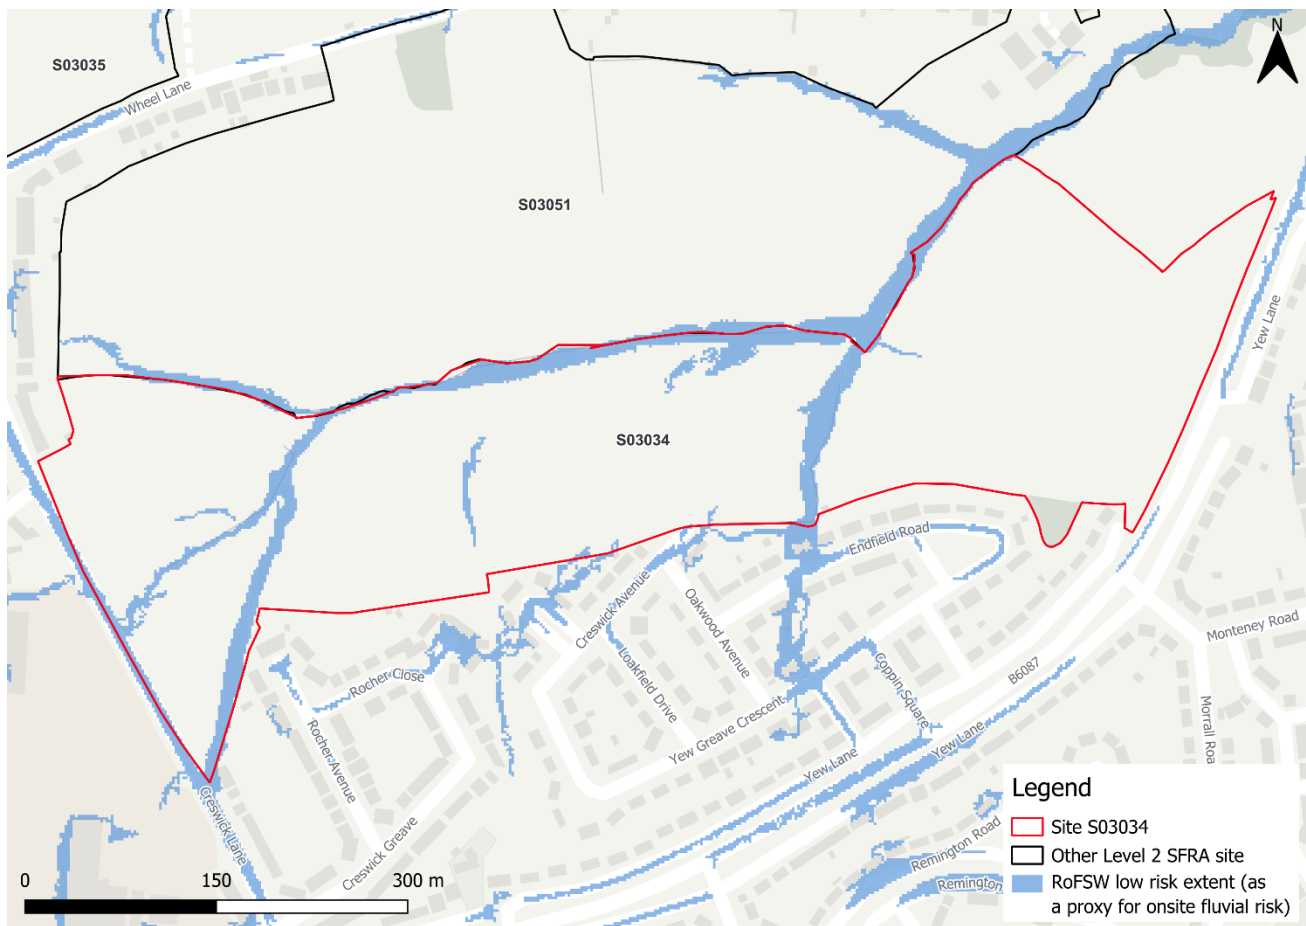 N
S03035
Wheel Lane
S03051
Yew Lane
S03034
Endfield Road
Creswick Avenue
Oakwood Avenue
Monteney Road
Rocher Close
Loakfield Drive
Coppin Square
B6087
Morrall Roa
Rocher Avenue
Yew Greave Crescent
Yew Lane
Yew Lane
Creswick Lane
Creswick Greave
Remington Road
Remington
0 150 300 m
Legend
Site S03034
Other Level 2 SFRA site
RoFSW low risk extent (as
a proxy for onsite fluvial risk)